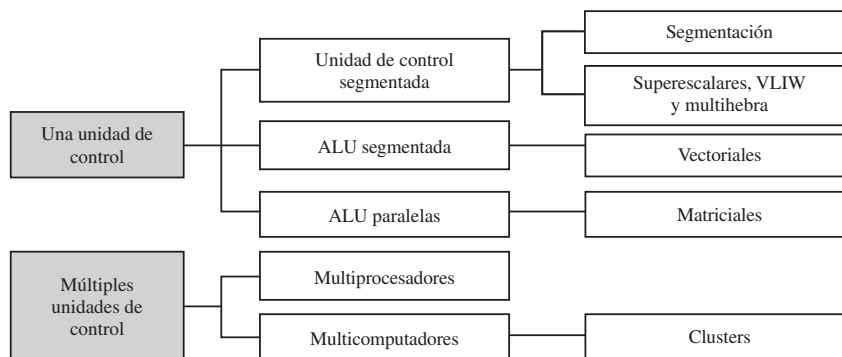 Segmentación
Unidad de control
segmentada
Superescalares, VLIW
y multihebra
Una unidad de
control
ALU segmentada
Vectoriales
ALU paralelas
Matriciales
Múltiples
unidades de
control
Multiprocesadores
Multicomputadores
Clusters